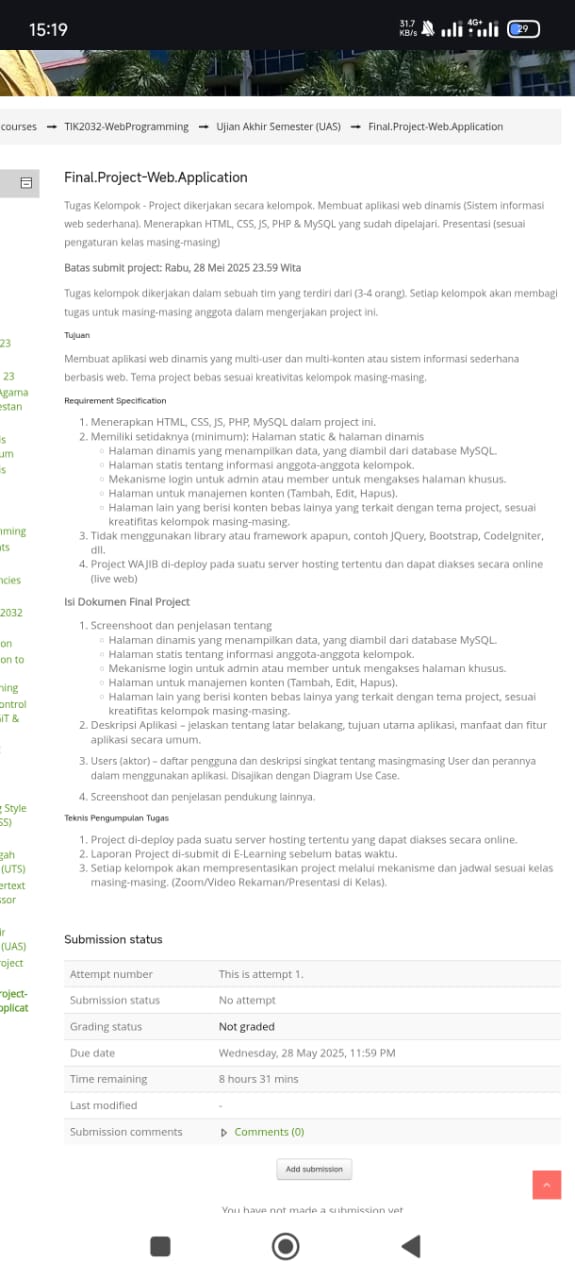 15:19
31.7
KB/s
4G+
29
courses → TIK2032-WebProgramming → Ujian Akhir Semester (UAS) → Final.Project-Web.Application
Final.Project-Web.Application
Tugas Kelompok - Project dikerjakan secara kelompok. Membuat aplikasi web dinamis (Sistem informasi
web sederhana). Menerapkan HTML, CSS, JS, PHP & MySQL yang sudah dipelajari. Presentasi (sesuai
pengaturan kelas masing-masing)
Batas submit project: Rabu, 28 Mei 2025 23.59 Wita
Tugas kelompok dikerjakan dalam sebuah tim yang terdiri dari (3-4 orang). Setiap kelompok akan membagi
tugas untuk masing-masing anggota dalam mengerjakan project ini.
Tujuan
Membuat aplikasi web dinamis yang multi-user dan multi-konten atau sistem informasi sederhana
berbasis web. Tema project bebas sesuai kreativitas kelompok masing-masing.
Requirement Specification
1. Menerapkan HTML, CSS, JS, PHP, MySQL dalam project ini.
2. Memiliki setidaknya (minimum): Halaman static & halaman dinamis
○ Halaman dinamis yang menampilkan data, yang diambil dari database MySQL.
○ Halaman statis tentang informasi anggota-anggota kelompok.
○ Mekanisme login untuk admin atau member untuk mengakses halaman khusus.
○ Halaman untuk manajemen konten (Tambah, Edit, Hapus).
○ Halaman lain yang berisi konten bebas lainya yang terkait dengan tema project, sesuai
kreatifitas kelompok masing-masing.
3. Tidak menggunakan library atau framework apapun, contoh JQuery, Bootstrap, CodeIgniter,
dll.
4. Project WAJIB di-deploy pada suatu server hosting tertentu dan dapat diakses secara online
(live web)
Isi Dokumen Final Project
1. Screenshoot dan penjelasan tentang
○ Halaman dinamis yang menampilkan data, yang diambil dari database MySQL.
○ Halaman statis tentang informasi anggota-anggota kelompok.
○ Mekanisme login untuk admin atau member untuk mengakses halaman khusus.
○ Halaman untuk manajemen konten (Tambah, Edit, Hapus).
○ Halaman lain yang berisi konten bebas lainya yang terkait dengan tema project, sesuai
kreatifitas kelompok masing-masing.
2. Deskripsi Aplikasi – jelaskan tentang latar belakang, tujuan utama aplikasi, manfaat dan fitur
aplikasi secara umum.
3. Users (aktor) – daftar pengguna dan deskripsi singkat tentang masingmasing User dan perannya
dalam menggunakan aplikasi. Disajikan dengan Diagram Use Case.
4. Screenshot dan penjelasan pendukung lainnya.
Teknis Pengumpulan Tugas
1. Project di-deploy pada suatu server hosting tertentu yang dapat diakses secara online.
2. Laporan Project di-submit di E-Learning sebelum batas waktu.
3. Setiap kelompok akan mempresentasikan project melalui mekanisme dan jadwal sesuai kelas
masing-masing. (Zoom/Video Rekaman/Presentasi di Kelas).
Submission status
Attempt number This is attempt 1.
Submission status No attempt
Grading status Not graded
Due date Wednesday, 28 May 2025, 11:59 PM
Time remaining 8 hours 31 mins
Last modified -
Submission comments Comments (0)
Add submission
You have not made a submission yet
23
23
Agama
estan
is
um
is
mming
nts
ncies
2032
on
on to
ning
ontrol
iT &
g Style
SS)
gah
(UTS)
ertext
ssor
ir
(UAS)
roject
roject-
pplicat